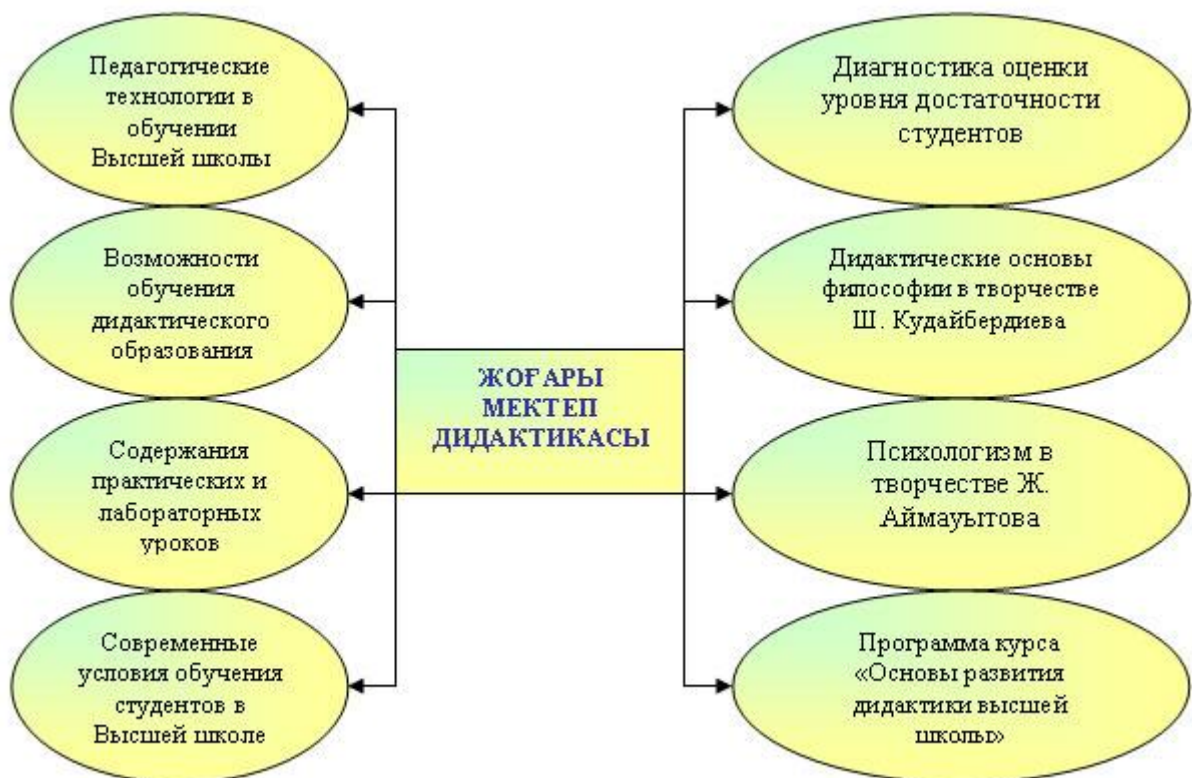 Педагогические
технологии в
обучении
Высшей школы
Возможности
обучения
дидактического
образования
Содержания
практических и
лабораторных
уроков
Современные
условия обучения
студентов в
Высшей школе
ЖОҒАРЫ
МЕКТЕП
ДИДАКТИКАСЫ
Диагностика оценки
уровня достаточности
студентов
Дидактические основы
философии в творчестве
Ш. Кудайбердиева
Психологизм в
творчестве Ж.
Аймауытова
Программа курса
«Основы развития
дидактики высшей
школы»